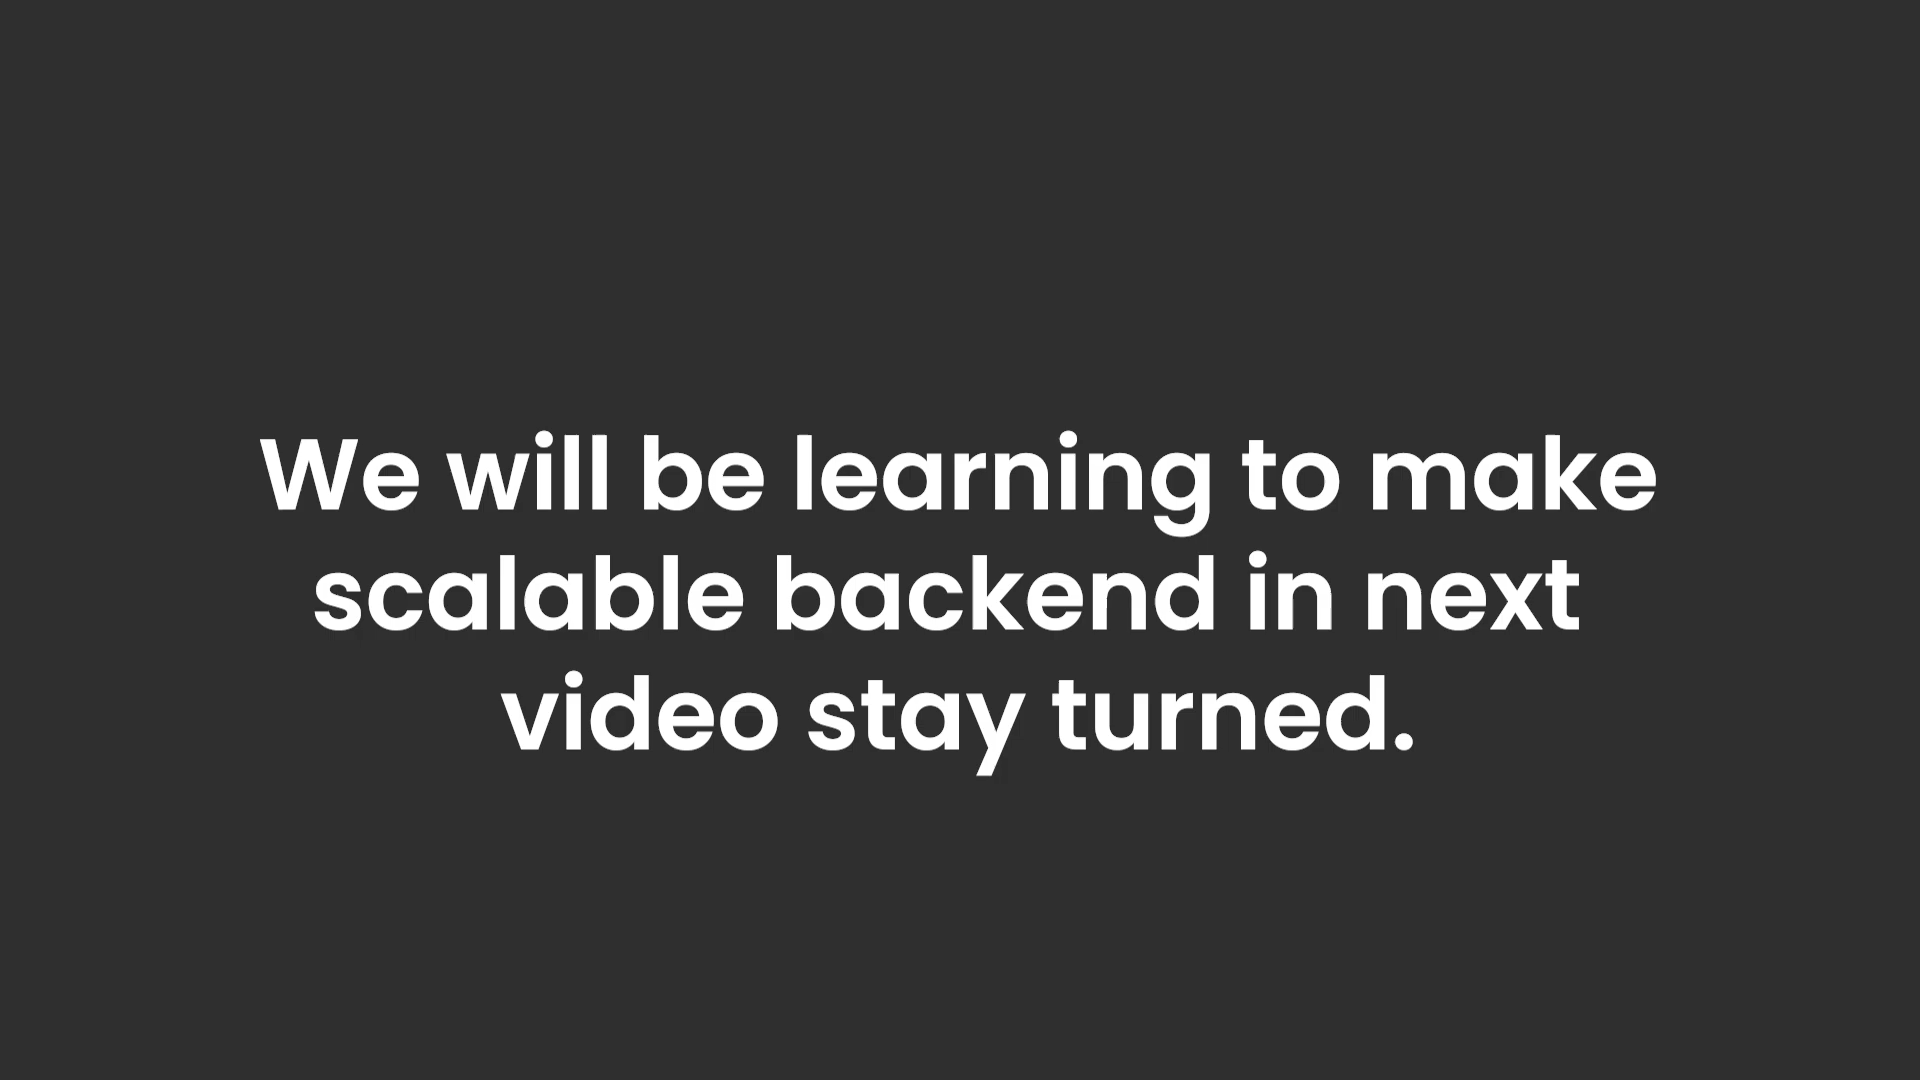 We will be learning to make
scalable backend in next
video stay turned.